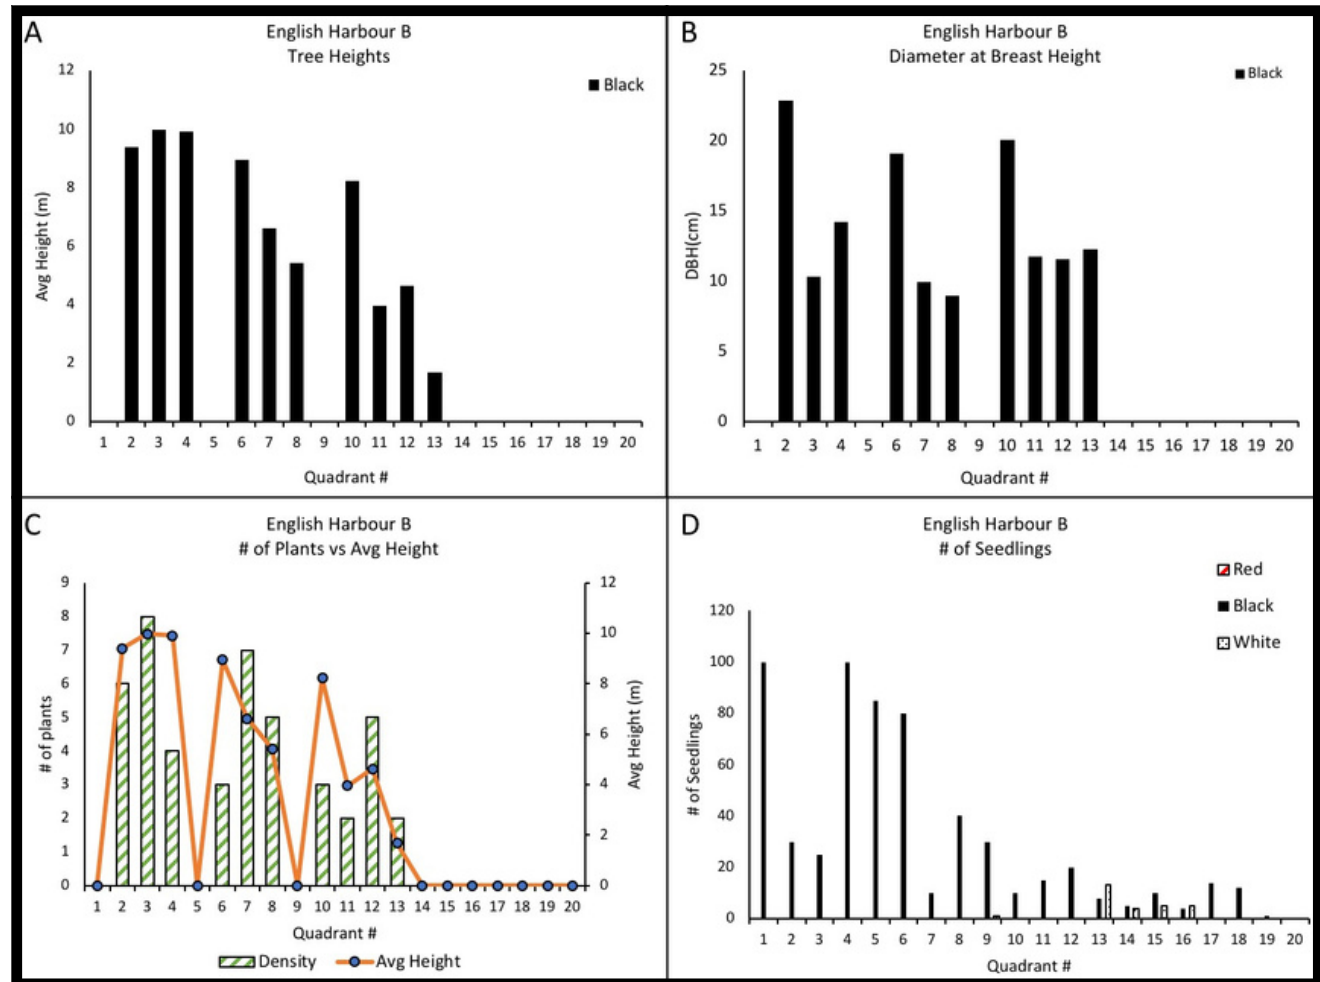 A
English Harbour B
Tree Heights
Black
12
10
8
6
4
2
0
Avg Height (m)
1 2 3 4 5 6 7 8 9 10 11 12 13 14 15 16 17 18 19 20
Quadrant #
B
English Harbour B
Diameter at Breast Height
Black
25
20
15
10
5
0
DBH(cm)
1 2 3 4 5 6 7 8 9 10 11 12 13 14 15 16 17 18 19 20
Quadrant #
C
English Harbour B
# of Plants vs Avg Height
9
8
7
6
5
4
3
2
1
0
# of plants
12
10
8
6
4
2
0
Avg Height (m)
1 2 3 4 5 6 7 8 9 10 11 12 13 14 15 16 17 18 19 20
Quadrant #
Density Avg Height
D
English Harbour B
# of Seedlings
Red
Black
White
120
100
80
60
40
20
0
# of Seedlings
1 2 3 4 5 6 7 8 9 10 11 12 13 14 15 16 17 18 19 20
Quadrant #